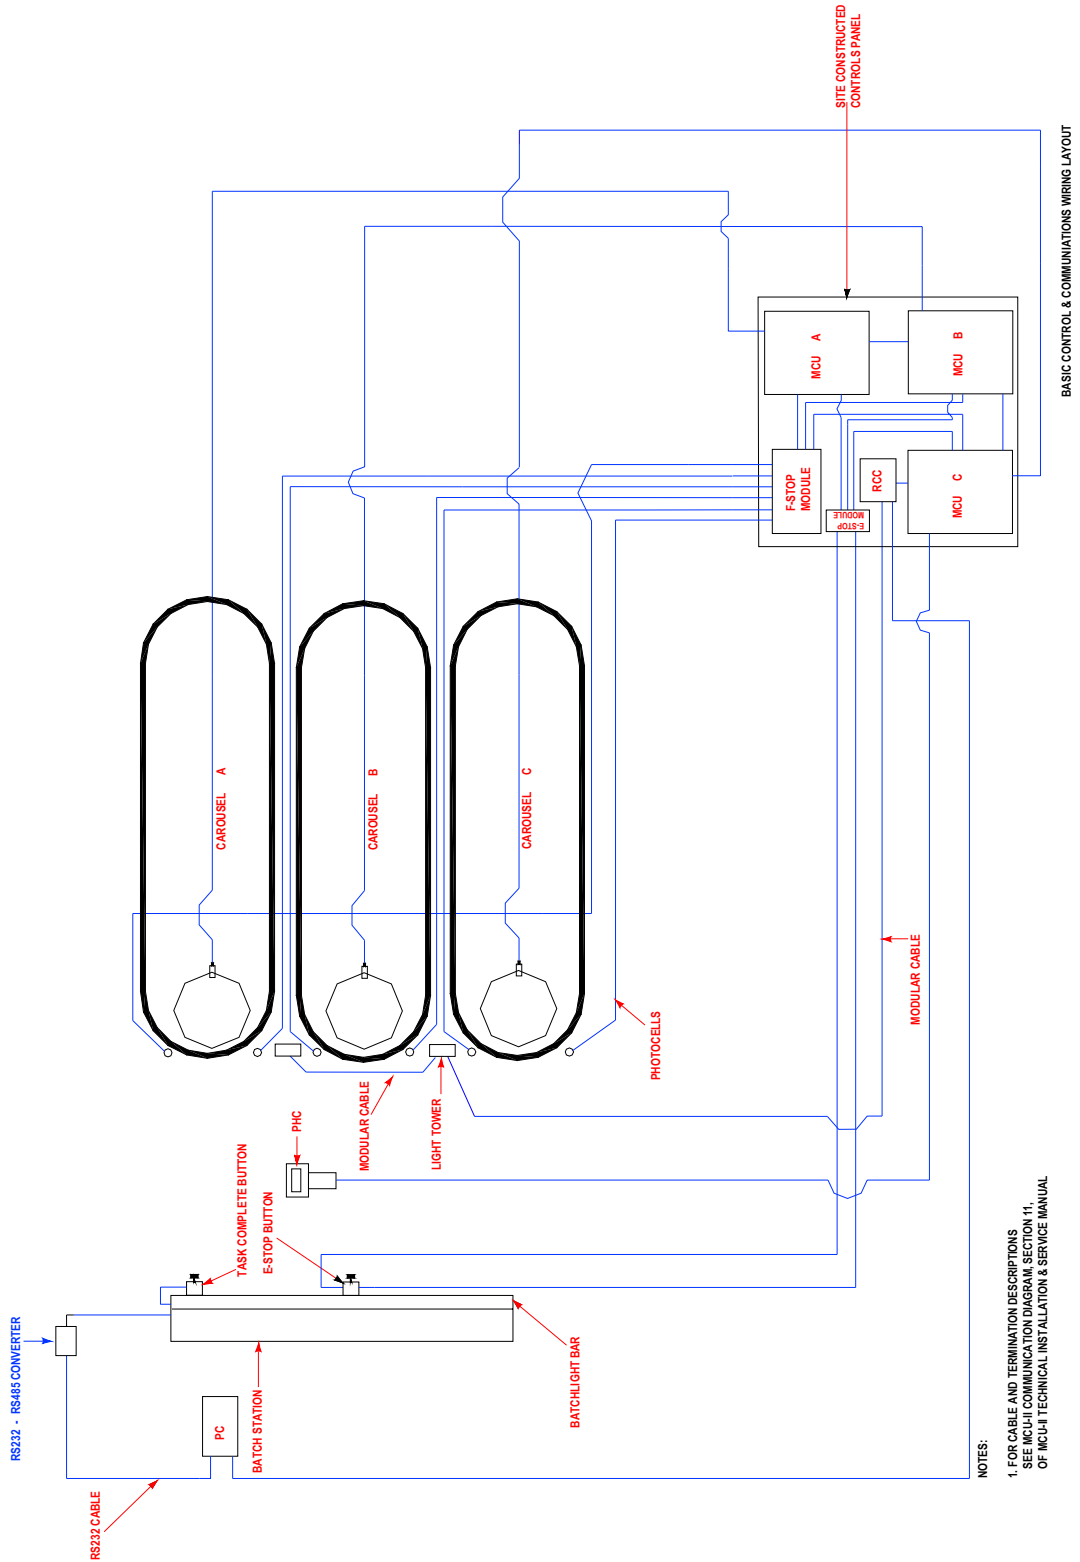 RS232 - RS485 CONVERTER
RS232 CABLE
PC
BATCH STATION
BATCHLIGHT BAR
TASK COMPLETE BUTTON
E-STOP BUTTON
PHC
MODULAR CABLE
LIGHT TOWER
PHOTOCELLS
MODULAR CABLE
CAROUSEL A
CAROUSEL B
CAROUSEL C
F-STOP
MODULE
E-STOP
MODULE
RCC
MCU A
MCU B
MCU C
SITE CONSTRUCTED
CONTROLS PANEL
NOTES:
1. FOR CABLE AND TERMINATION DESCRIPTIONS
SEE MCU-II COMMUNICATION DIAGRAM, SECTION 11,
OF MCU-II TECHNICAL INSTALLATION & SERVICE MANUAL
BASIC CONTROL & COMMUNIATIONS WIRING LAYOUT